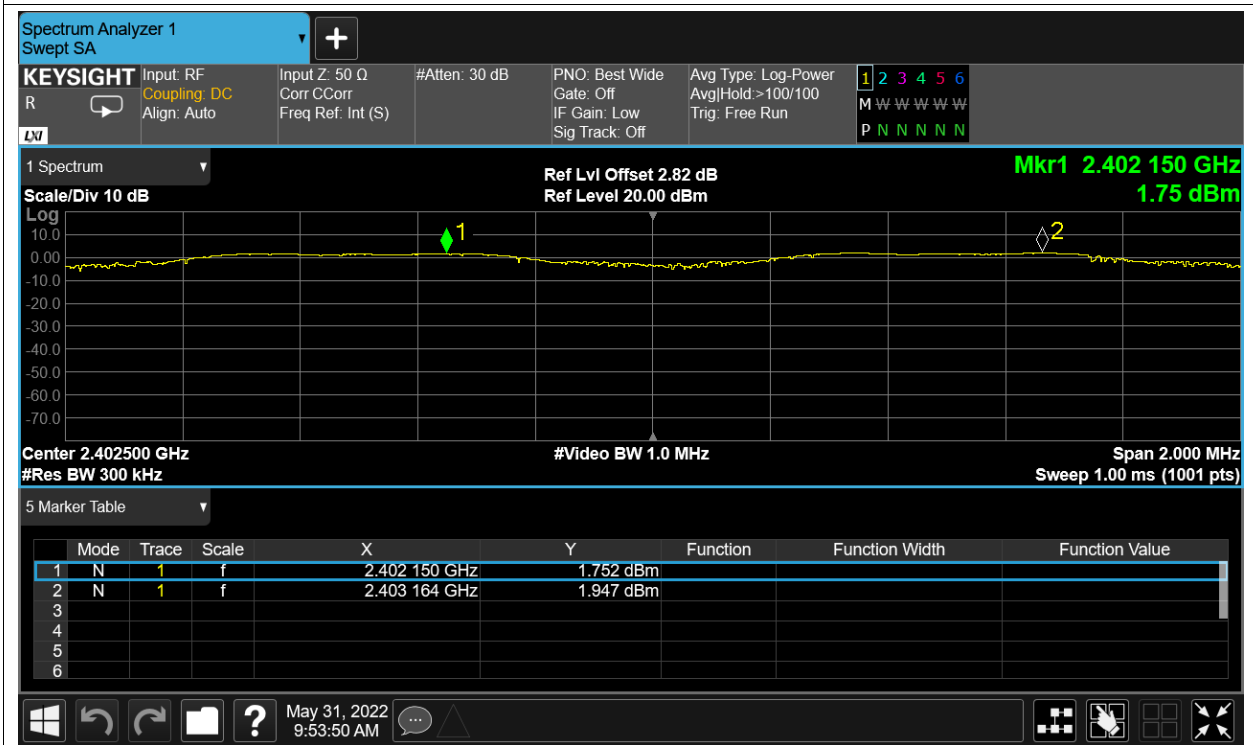 Spectrum Analyzer 1
Swept SA
+
KEYSIGHT Input: RF Input Z: 50 Ω #Atten: 30 dB PNO: Best Wide Avg Type: Log-Power 1 2 3 4 5 6
R Coupling: DC Corr CCorr Gate: Off Avg|Hold:>100/100 M W W W W W
Align: Auto Freq Ref: Int (S) IF Gain: Low Trig: Free Run
LXI Sig Track: Off P N N N N N
1 Spectrum Ref Lvl Offset 2.82 dB Mkr1 2.402 150 GHz
Scale/Div 10 dB Ref Level 20.00 dBm 1.75 dBm
Log
10.0
1 2
0.00
-10.0
-20.0
-30.0
-40.0
-50.0
-60.0
-70.0
Center 2.402500 GHz #Video BW 1.0 MHz Span 2.000 MHz
#Res BW 300 kHz Sweep 1.00 ms (1001 pts)
5 Marker Table
Mode Trace Scale X Y Function Function Width Function Value
1 N 1 f 2.402 150 GHz 1.752 dBm
2 N 1 f 2.403 164 GHz 1.947 dBm
3
4
5
6
? May 31, 2022
9:53:50 AM